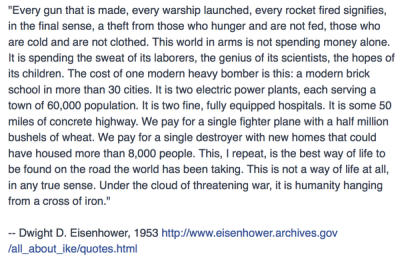 "Every gun that is made, every warship launched, every rocket fired signifies,
in the final sense, a theft from those who hunger and are not fed, those who
are cold and are not clothed. This world in arms is not spending money alone.
It is spending the sweat of its laborers, the genius of its scientists, the hopes of
its children. The cost of one modern heavy bomber is this: a modern brick
school in more than 30 cities. It is two electric power plants, each serving a
town of 60,000 population. It is two fine, fully equipped hospitals. It is some 50
miles of concrete highway. We pay for a single fighter plane with a half million
bushels of wheat. We pay for a single destroyer with new homes that could
have housed more than 8,000 people. This, I repeat, is the best way of life to
be found on the road the world has been taking. This is not a way of life at all,
in any true sense. Under the cloud of threatening war, it is humanity hanging
from a cross of iron."
-- Dwight D. Eisenhower, 1953 http://www.eisenhower.archives.gov
/all_about_ike/quotes.html